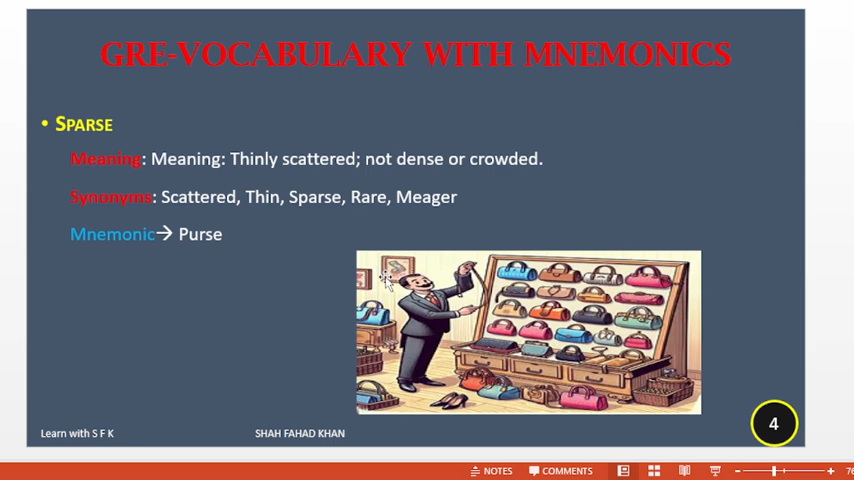 GRE-VOCABULARY WITH MNEMONICS
• SPARSE
Meaning: Meaning: Thinly scattered; not dense or crowded.
Synonyms: Scattered, Thin, Sparse, Rare, Meager
Mnemonic→ Purse
Learn with S F K
SHAH FAHAD KHAN
4
NOTES
COMMENTS